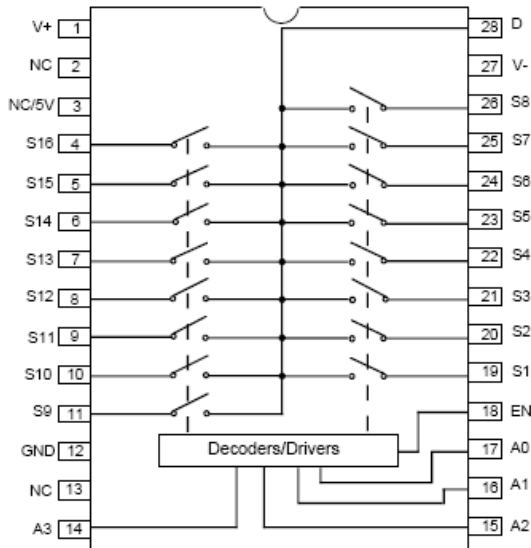 V+ 1 28 D
NC 2 27 V-
NC/5V 3 26 S8
S16 4 25 S7
S15 5 24 S6
S14 6 23 S5
S13 7 22 S4
S12 8 21 S3
S11 9 20 S2
S10 10 19 S1
S9 11 18 EN
GND 12 Decoders/Drivers 17 A0
NC 13 16 A1
A3 14 15 A2